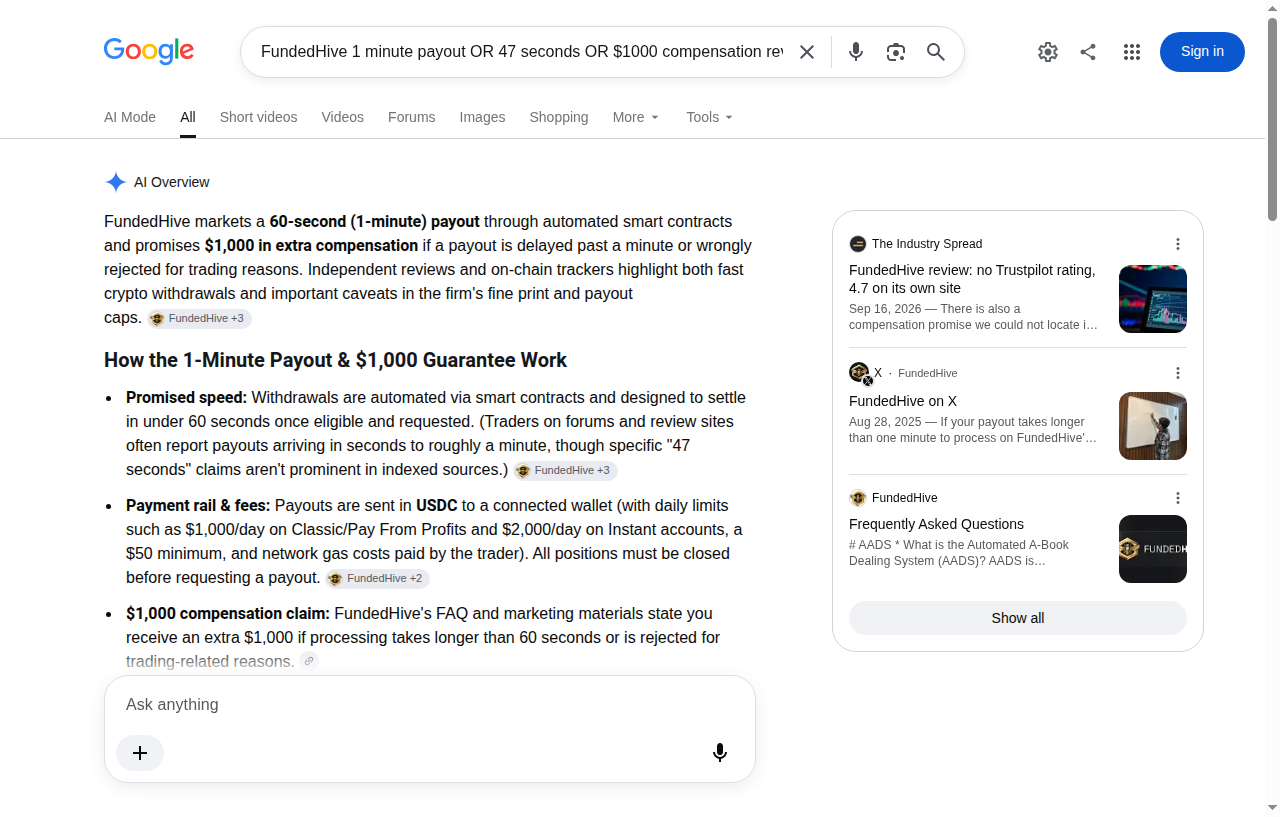 Google
FundedHive 1 minute payout OR 47 seconds OR $1000 compensation rev
Sign in
AI Mode
All
Short videos
Videos
Forums
Images
Shopping
More
Tools
AI Overview
FundedHive markets a 60-second (1-minute) payout through automated smart contracts
and promises $1,000 in extra compensation if a payout is delayed past a minute or wrongly
rejected for trading reasons. Independent reviews and on-chain trackers highlight both fast
crypto withdrawals and important caveats in the firm's fine print and payout
caps. FundedHive +3
How the 1-Minute Payout & $1,000 Guarantee Work
• Promised speed: Withdrawals are automated via smart contracts and designed to settle
in under 60 seconds once eligible and requested. (Traders on forums and review sites
often report payouts arriving in seconds to roughly a minute, though specific "47
seconds" claims aren't prominent in indexed sources.) FundedHive +3
• Payment rail & fees: Payouts are sent in USDC to a connected wallet (with daily limits
such as $1,000/day on Classic/Pay From Profits and $2,000/day on Instant accounts, a
$50 minimum, and network gas costs paid by the trader). All positions must be closed
before requesting a payout. FundedHive +2
• $1,000 compensation claim: FundedHive's FAQ and marketing materials state you
receive an extra $1,000 if processing takes longer than 60 seconds or is rejected for
trading-related reasons.
Ask anything
The Industry Spread
FundedHive review: no Trustpilot rating,
4.7 on its own site
Sep 16, 2026 — There is also a
compensation promise we could not locate i...
X · FundedHive
FundedHive on X
Aug 28, 2025 — If your payout takes longer
than one minute to process on FundedHive'...
FundedHive
Frequently Asked Questions
# AADS * What is the Automated A-Book
Dealing System (AADS)? AADS is...
FUNDEDH
Show all